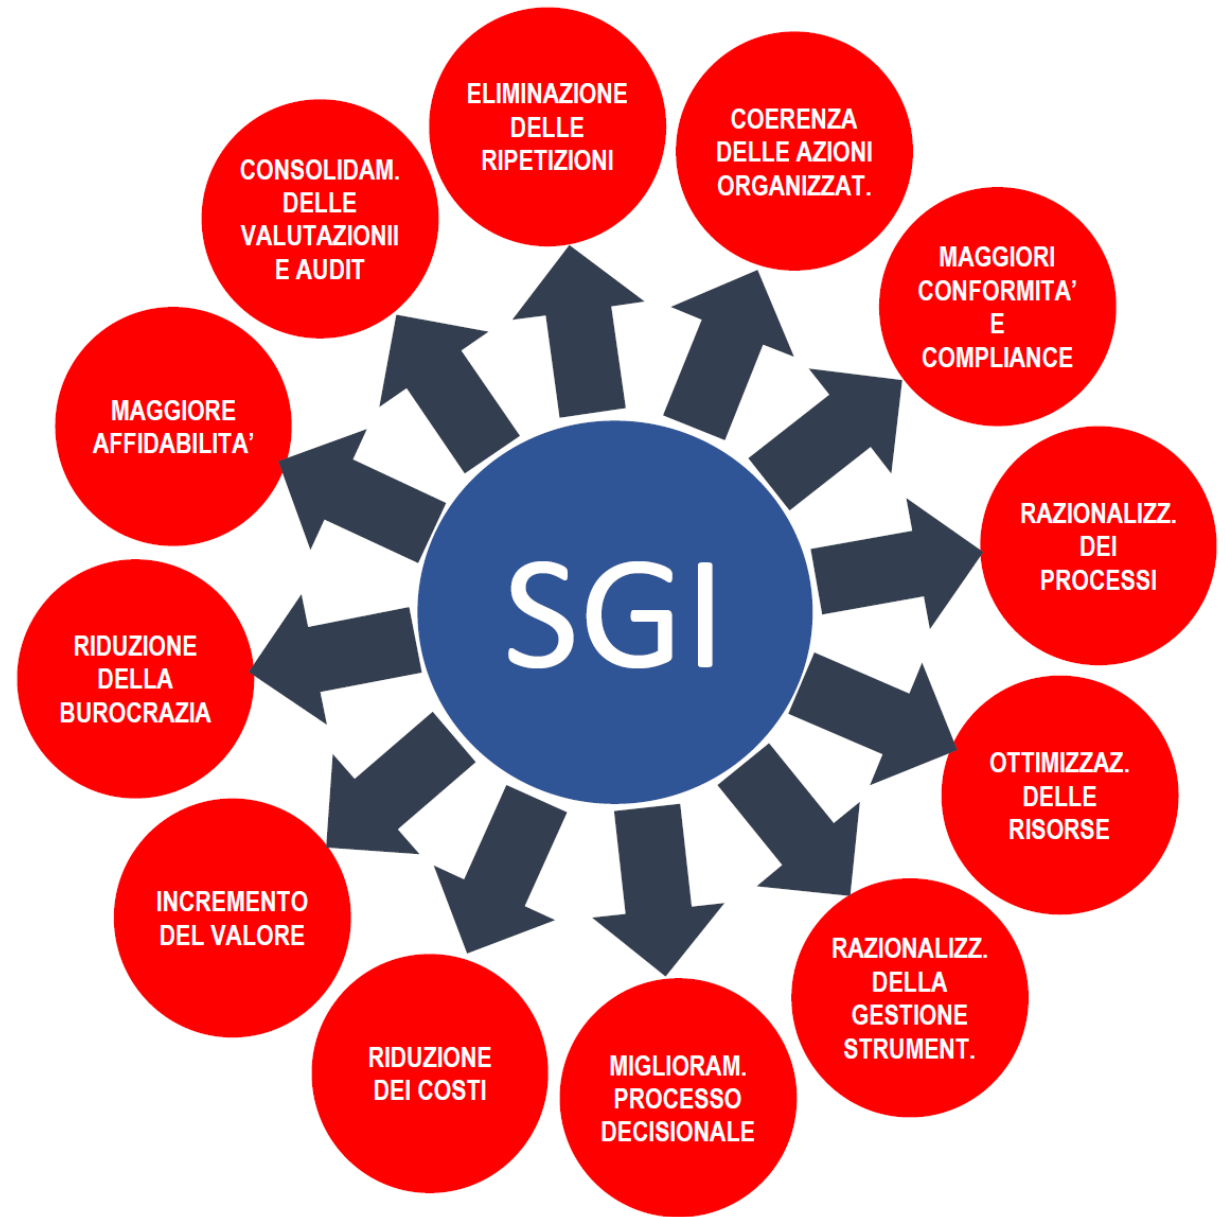 ELIMINAZIONE
DELLE
RIPETIZIONI
COERENZA
DELLE AZIONI
ORGANIZZAT.
MAGGIORI
CONFORMITA’
E
COMPLIANCE
RAZIONALIZZ.
DEI
PROCESSI
OTTIMIZZAZ.
DELLE
RISORSE
RAZIONALIZZ.
DELLA
GESTIONE
STRUMENT.
MIGLIORAM.
PROCESSO
DECISIONALE
RIDUZIONE
DEI COSTI
INCREMENTO
DEL VALORE
RIDUZIONE
DELLA
BUROCRAZIA
MAGGIORE
AFFIDABILITA’
CONSOLIDAM.
DELLE
VALUTAZIONII
E AUDIT
SGI